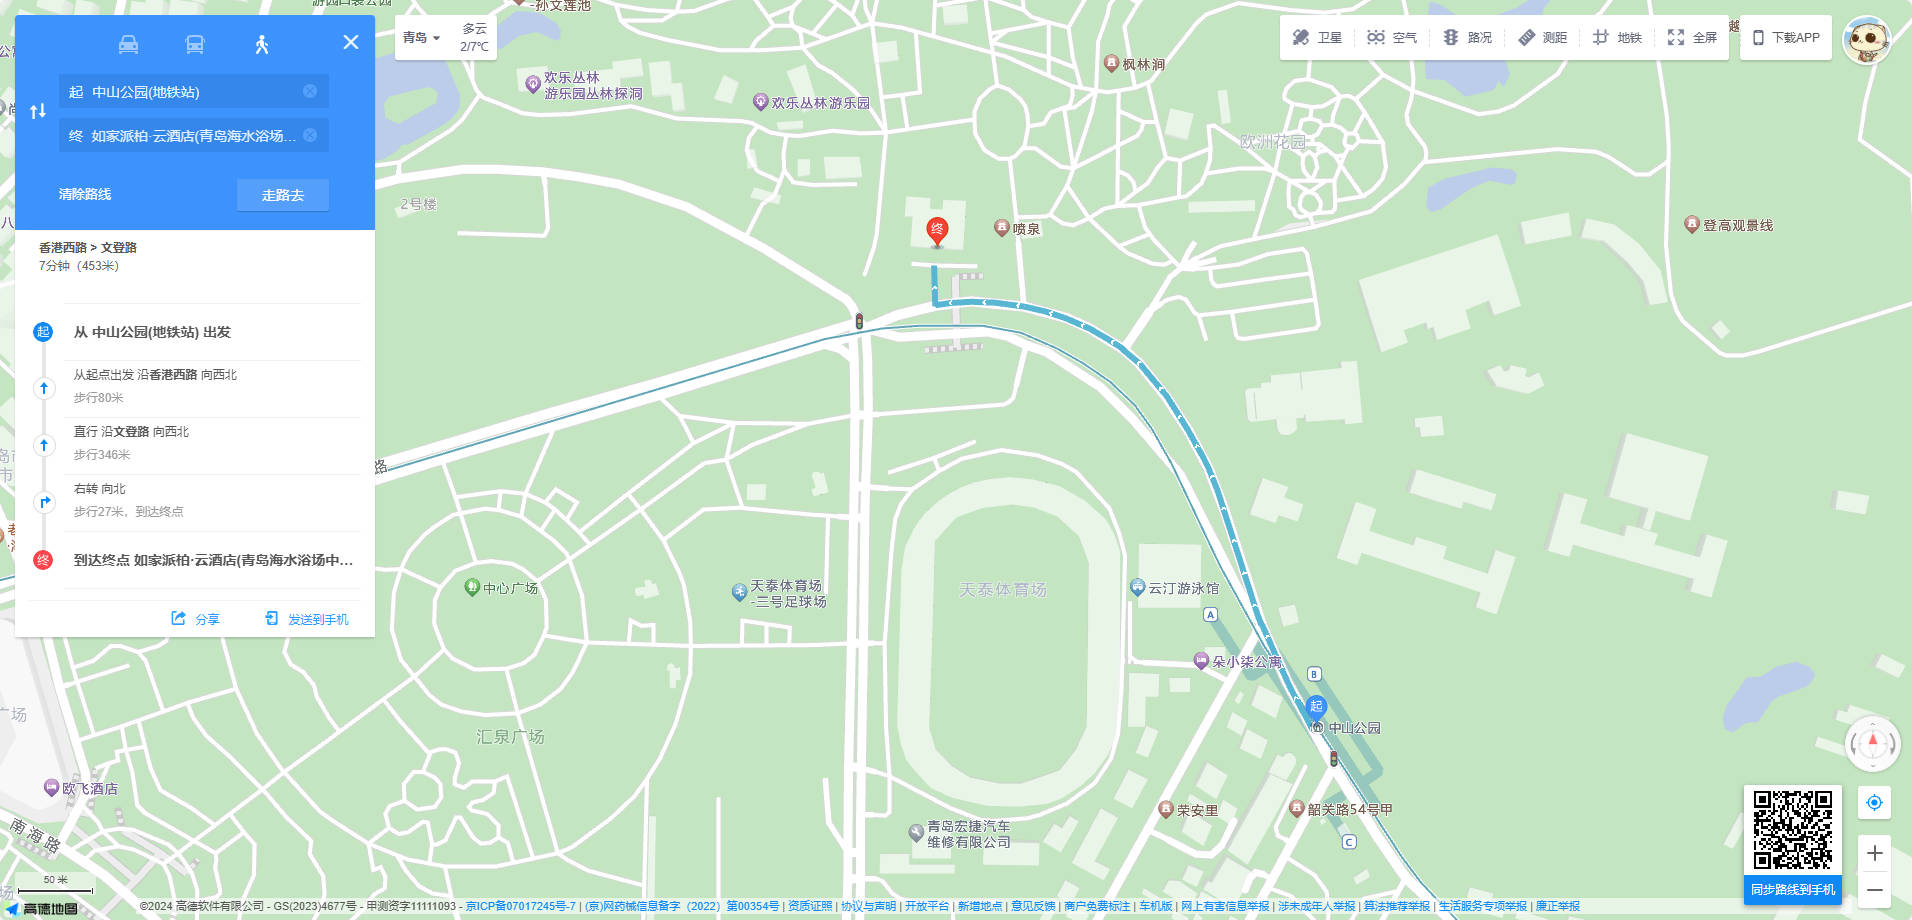 起 中山公园(地铁站)
终 如家派柏·云酒店(青岛海水浴场...
清除路线
走路去
香港西路 > 文登路
7分钟（453米）
起
从 中山公园(地铁站) 出发
从起点出发 沿香港西路 向西北
步行80米
直行 沿文登路 向西北
步行346米
右转 向北
步行27米，到达终点
终
到达终点 如家派柏·云酒店(青岛海水浴场中...
分享
发送到手机
青岛
多云
2/7℃
卫星
空气
路况
测距
地铁
全屏
下载APP
-孙文莲池
欢乐丛林
游乐园丛林探洞
欢乐丛林游乐园
枫林涧
欧洲花园
2号楼
终
喷泉
登高观景线
路
中心广场
天泰体育场
-三号足球场
天泰体育场
云汀游泳馆
A
朵小柒公寓
B
起
中山公园
汇泉广场
广场
欧飞酒店
南海路
荣安里
韶关路54号甲
C
青岛宏捷汽车
维修有限公司
同步路线到手机
50 米
高德地图
©2024 高德软件有限公司 - GS(2023)4677号 - 甲测资字11111093 - 京ICP备07017245号-7 | (京)网药械信息备字（2022）第00354号 | 资质证照 | 协议与声明 | 开放平台 | 新增地点 | 意见反馈 | 商户免费标注 | 车机版 | 网上有害信息举报 | 涉未成年人举报 | 算法推荐举报 | 生活服务专项举报 | 廉正举报